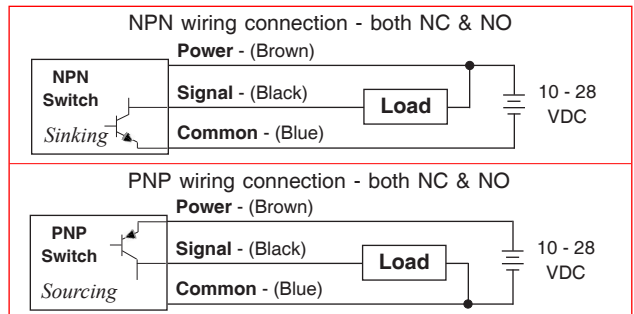 NPN wiring connection - both NC & NO
Power - (Brown)
NPN
Switch
Signal - (Black)
Load
10 - 28
VDC
Sinking
Common - (Blue)
PNP wiring connection - both NC & NO
Power - (Brown)
PNP
Switch
Signal - (Black)
Load
10 - 28
VDC
Sourcing
Common - (Blue)